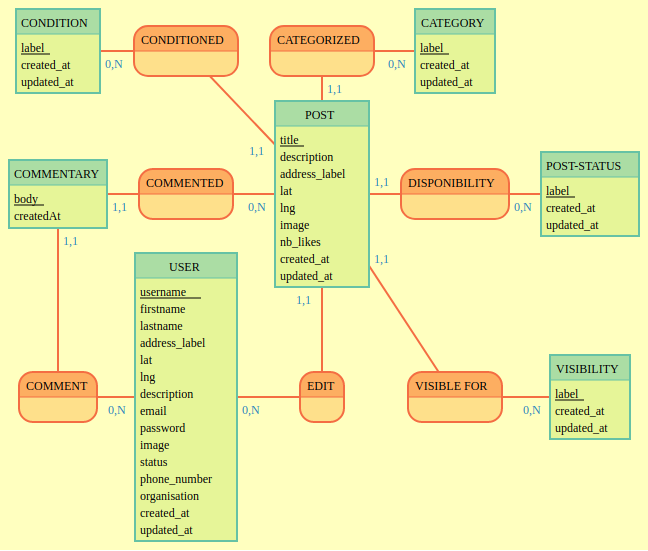 CONDITION
label
created_at
updated_at
0,N
CONDITIONED
1,1
CATEGORIZED
1,1
0,N
CATEGORY
label
created_at
updated_at
POST
title
description
address_label
lat
lng
image
nb_likes
created_at
updated_at
COMMENTARY
body
createdAt
1,1
COMMENTED
0,N
1,1
DISPONIBILITY
0,N
POST-STATUS
label
created_at
updated_at
1,1
USER
username
firstname
lastname
address_label
lat
lng
description
email
password
image
status
phone_number
organisation
created_at
updated_at
1,1
1,1
COMMENT
0,N
0,N
EDIT
VISIBLE FOR
0,N
VISIBILITY
label
created_at
updated_at